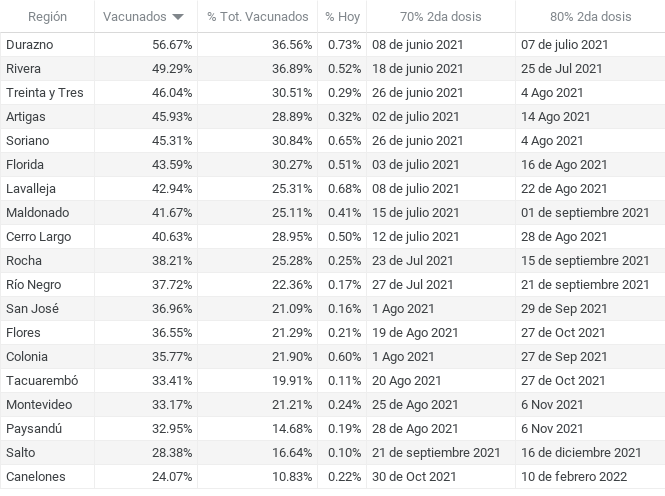 Región Vacunados % Tot. Vacunados % Hoy 70% 2da dosis 80% 2da dosis
Durazno 56.67% 36.56% 0.73% 08 de junio 2021 07 de julio 2021
Rivera 49.29% 36.89% 0.52% 18 de junio 2021 25 de Jul 2021
Treinta y Tres 46.04% 30.51% 0.29% 26 de junio 2021 4 Ago 2021
Artigas 45.93% 28.89% 0.32% 02 de julio 2021 14 Ago 2021
Soriano 45.31% 30.84% 0.65% 26 de junio 2021 4 Ago 2021
Florida 43.59% 30.27% 0.51% 03 de julio 2021 16 de Ago 2021
Lavalleja 42.94% 25.31% 0.68% 08 de julio 2021 22 de Ago 2021
Maldonado 41.67% 25.11% 0.41% 15 de julio 2021 01 de septiembre 2021
Cerro Largo 40.63% 28.95% 0.50% 12 de julio 2021 28 de Ago 2021
Rocha 38.21% 25.28% 0.25% 23 de Jul 2021 15 de septiembre 2021
Río Negro 37.72% 22.36% 0.17% 27 de Jul 2021 21 de septiembre 2021
San José 36.96% 21.09% 0.16% 1 Ago 2021 29 de Sep 2021
Flores 36.55% 21.29% 0.21% 19 de Ago 2021 27 de Oct 2021
Colonia 35.77% 21.90% 0.60% 1 Ago 2021 27 de Sep 2021
Tacuarembó 33.41% 19.91% 0.11% 20 Ago 2021 27 de Oct 2021
Montevideo 33.17% 21.21% 0.24% 25 de Ago 2021 6 Nov 2021
Paysandú 32.95% 14.68% 0.19% 28 de Ago 2021 6 Nov 2021
Salto 28.38% 16.64% 0.10% 21 de septiembre 2021 16 de diciembre 2021
Canelones 24.07% 10.83% 0.22% 30 de Oct 2021 10 de febrero 2022